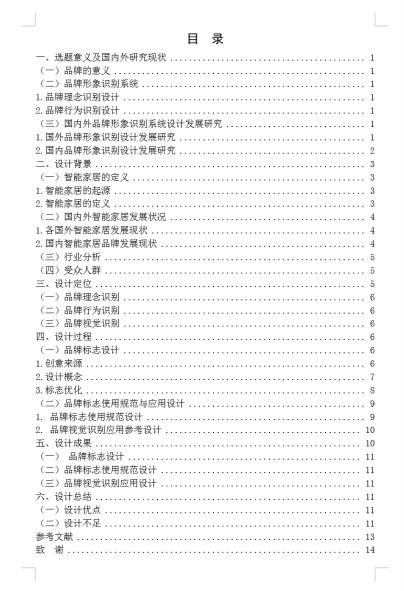 目 录
一、选题意义及国内外研究现状 1
（一）品牌的意义 1
（二）品牌形象识别系统 1
1.品牌理念识别设计 1
2.品牌行为识别设计 1
（三）国内外品牌形象识别系统设计发展研究 1
1.国外品牌形象识别设计发展研究 1
2.国内品牌形象识别设计发展研究 2
二、设计背景 3
（一）智能家居的定义 3
1.智能家居的起源 3
2.智能家居的定义 3
（二）国内外智能家居发展状况 4
1.各国外智能家居发展现状 4
2.国内智能家居品牌发展现状 4
（三）行业分析 5
（四）受众人群 5
三、设计定位 5
（一）品牌理念识别 6
（二）品牌行为识别 6
（三）品牌视觉识别 6
四、设计过程 6
（一）品牌标志设计 6
1.创意来源 6
2.设计概念 7
3.标志优化 8
（二）品牌标志使用规范与应用设计 9
1. 品牌标志使用规范设计 9
2. 品牌视觉识别应用参考设计 10
五、设计成果 10
（一） 品牌标志设计 11
（二）品牌标志使用规范设计 11
（三）品牌视觉识别应用设计 11
六、设计总结 11
（一）设计优点 11
（二）设计不足 11
参考文献 13
致 谢 14